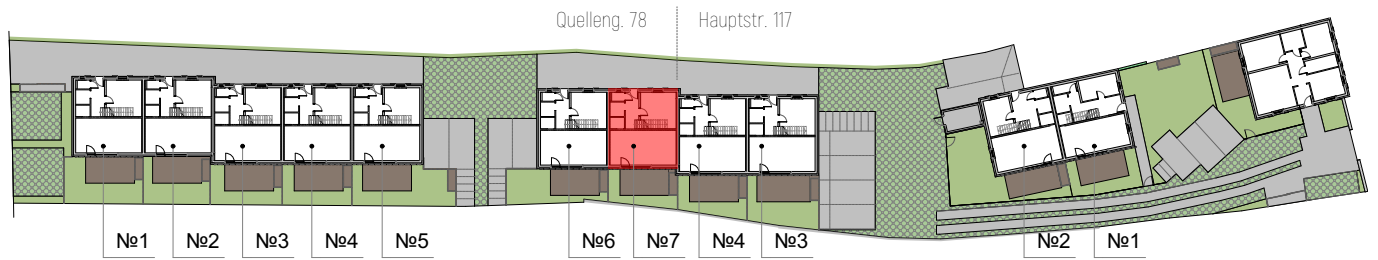 Quelleng. 78 Hauptstr. 117
№1 №2 №3 №4 №5 №6 №7 №4 №3 №2 №1